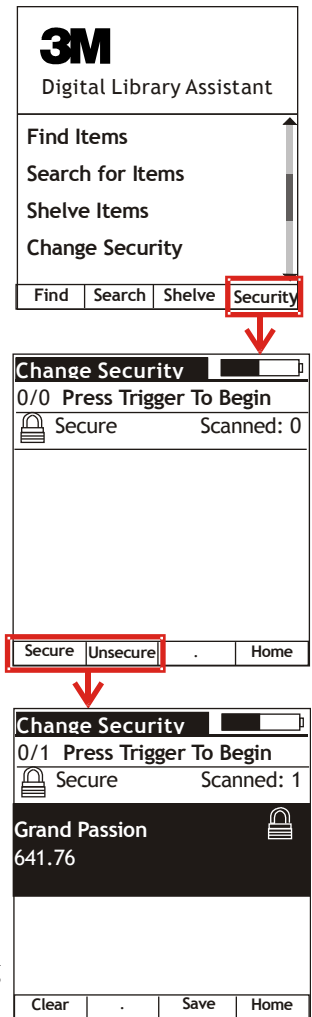 3M
Digital Library Assistant
Find Items
Search for Items
Shelve Items
Change Security
Find Search Shelve Security
Change Security
0/0 Press Trigger To Begin
Secure Scanned: 0
Secure Unsecure . Home
Change Security
0/1 Press Trigger To Begin
Secure Scanned: 1
Grand Passion
641.76
Clear . Save Home